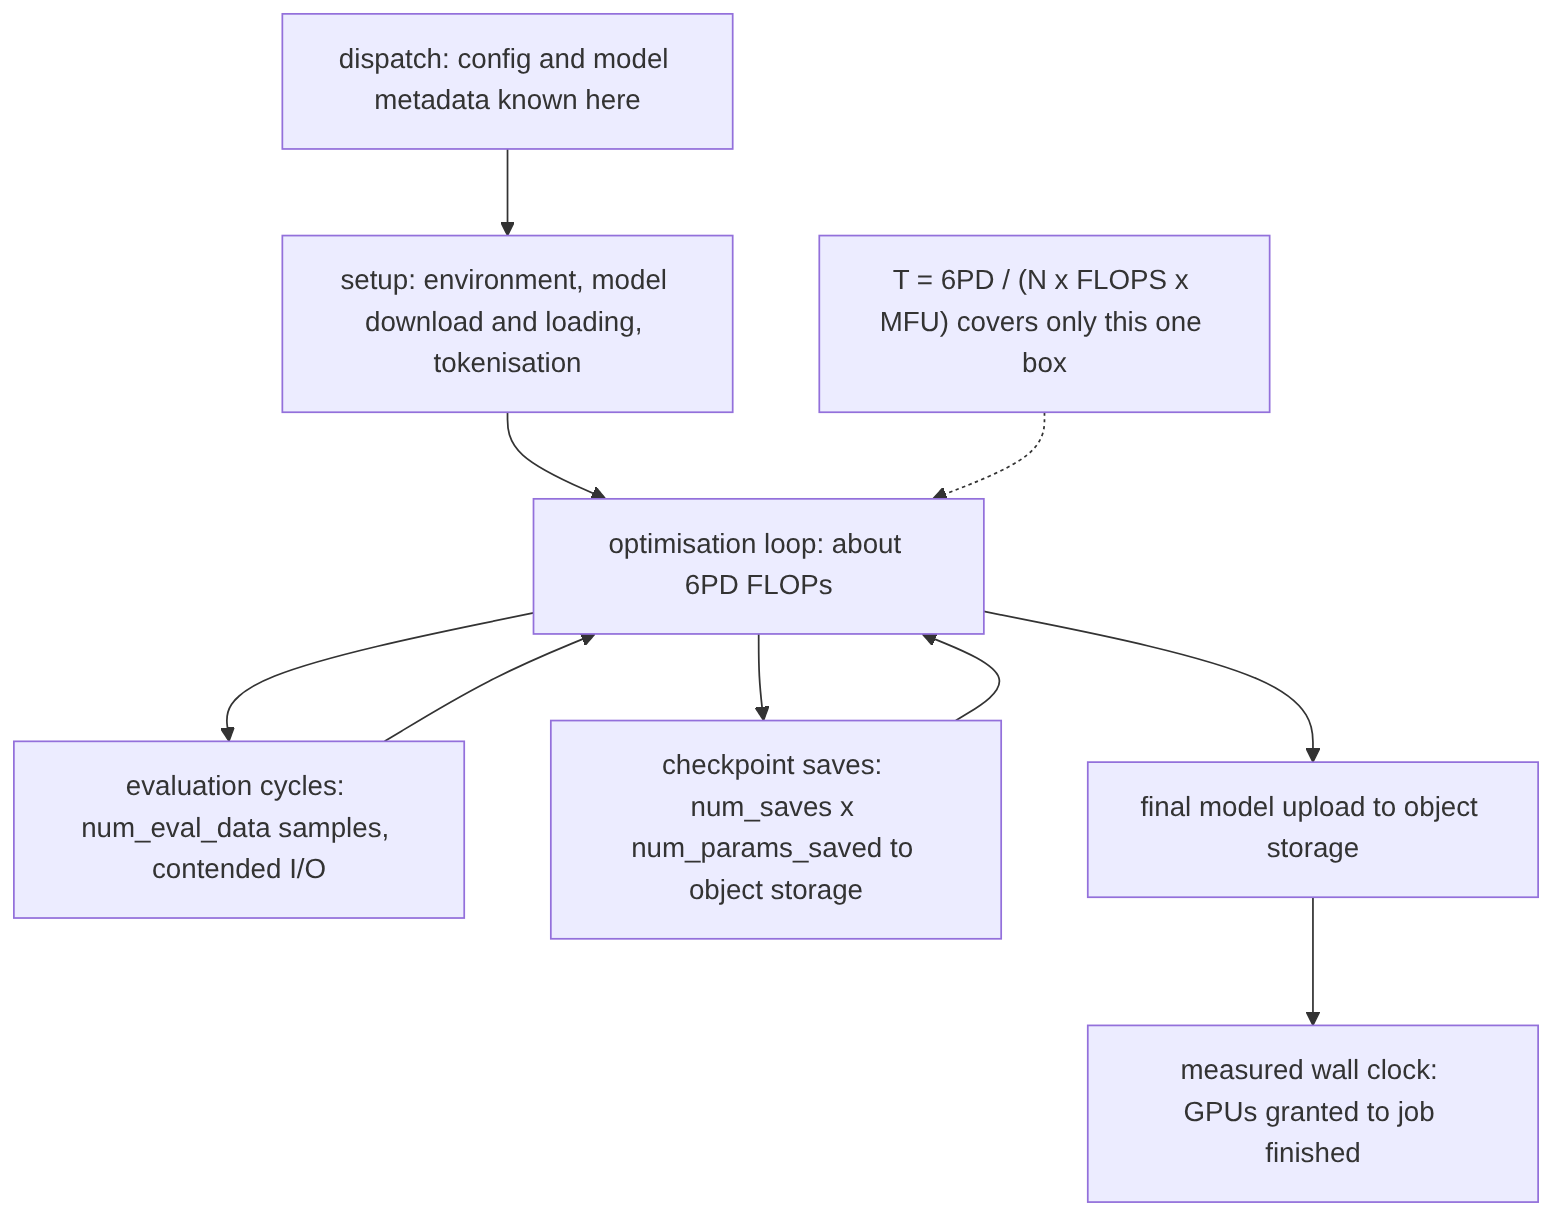 dispatch: config and model
metadata known here
setup: environment, model
download and loading,
tokenisation
T = 6PD / (N x FLOPS x
MFU) covers only this one
box
optimisation loop: about
6PD FLOPs
evaluation cycles:
num_eval_data samples,
contended I/O
checkpoint saves:
num_saves x
num_params_saved to
object storage
final model upload to object
storage
measured wall clock:
GPUs granted to job
finished